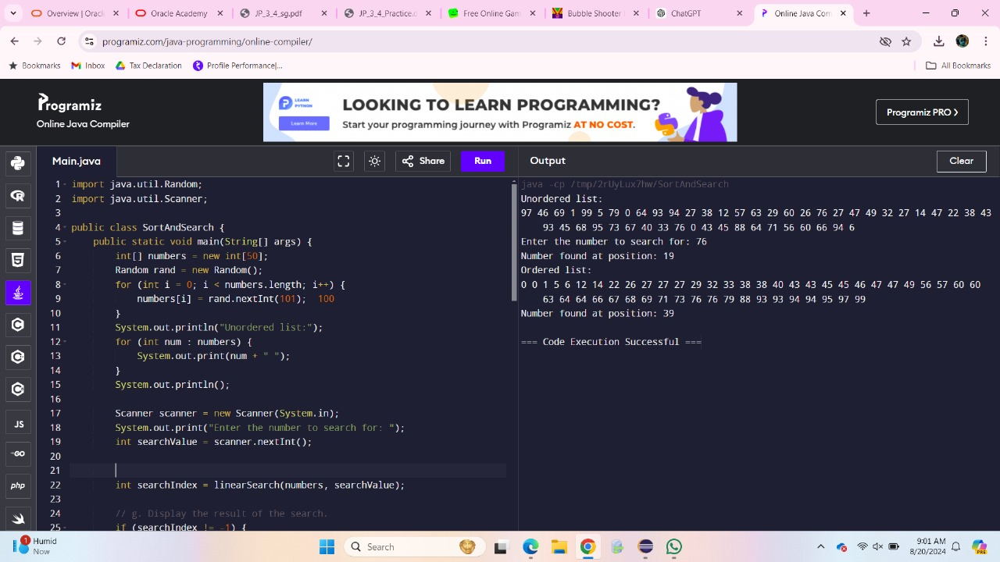 Oradow | Oracl
Oracle Academy
JP_3_4_sg.pdf
JP_3_4_Practice.c
Free Online Gam
Bubble Shooter
ChatGPT
Online Java Com
programiz.com/java-programming/online-compiler/
Bookmarks
Inbox
Tax Declaration
Profile Performance|...
All Bookmarks
Programiz
Online Java Compiler
LEARN PYTHON
Learn More
LOOKING TO LEARN PROGRAMMING?
Start your programming journey with Programiz AT NO COST.
Programiz PRO
Main.java
Share
Run
Output
Clear
1 import java.util.Random;
2 import java.util.Scanner;
3
4 public class SortAndSearch {
5 public static void main(String[] args) {
6 int[] numbers = new int[50];
7 Random rand = new Random();
8 for (int i = 0; i < numbers.length; i++) {
9 numbers[i] = rand.nextInt(101);  100
10 }
11 System.out.println("Unordered list:");
12 for (int num : numbers) {
13 System.out.print(num + " ");
14 }
15 System.out.println();
16
17 Scanner scanner = new Scanner(System.in);
18 System.out.print("Enter the number to search for: ");
19 int searchValue = scanner.nextInt();
20
21
22 int searchIndex = linearSearch(numbers, searchValue);
23
24 // g. Display the result of the search.
25 if (searchIndex != -1) {
JS
GO
php
java -cp /tmp/2rUyLux7hw/SortAndSearch
Unordered list:
97 46 69 1 99 5 79 0 64 93 94 27 38 12 57 63 29 60 26 76 27 47 49 32 27 14 47 22 38 43
93 45 68 95 73 67 40 33 76 0 43 45 88 64 71 56 60 66 94 6
Enter the number to search for: 76
Number found at position: 19
Ordered list:
0 0 1 5 6 12 14 22 26 27 27 27 29 32 33 38 38 40 43 43 45 45 46 47 47 49 56 57 60 60
63 64 64 66 67 68 69 71 73 76 76 79 88 93 93 94 94 95 97 99
Number found at position: 39
=== Code Execution Successful ===
1
Humid
Now
Search
PRE
9:01 AM
8/20/2024